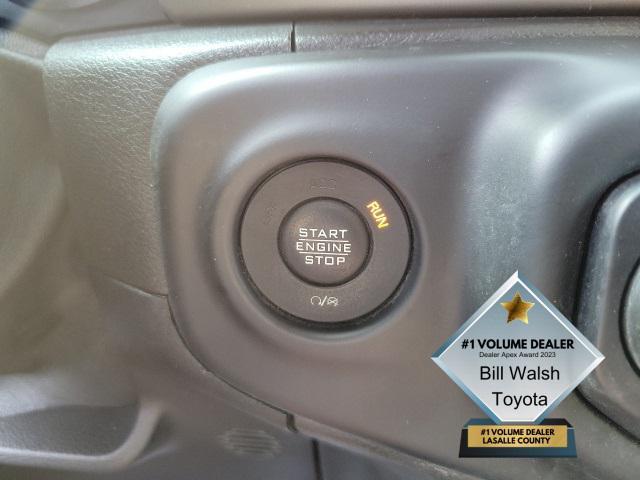 RUN
START
ENGINE
STOP
#1 VOLUME DEALER
Dealer Apex Award 2023
Bill Walsh
Toyota
#1 VOLUME DEALER
LASALLE COUNTY